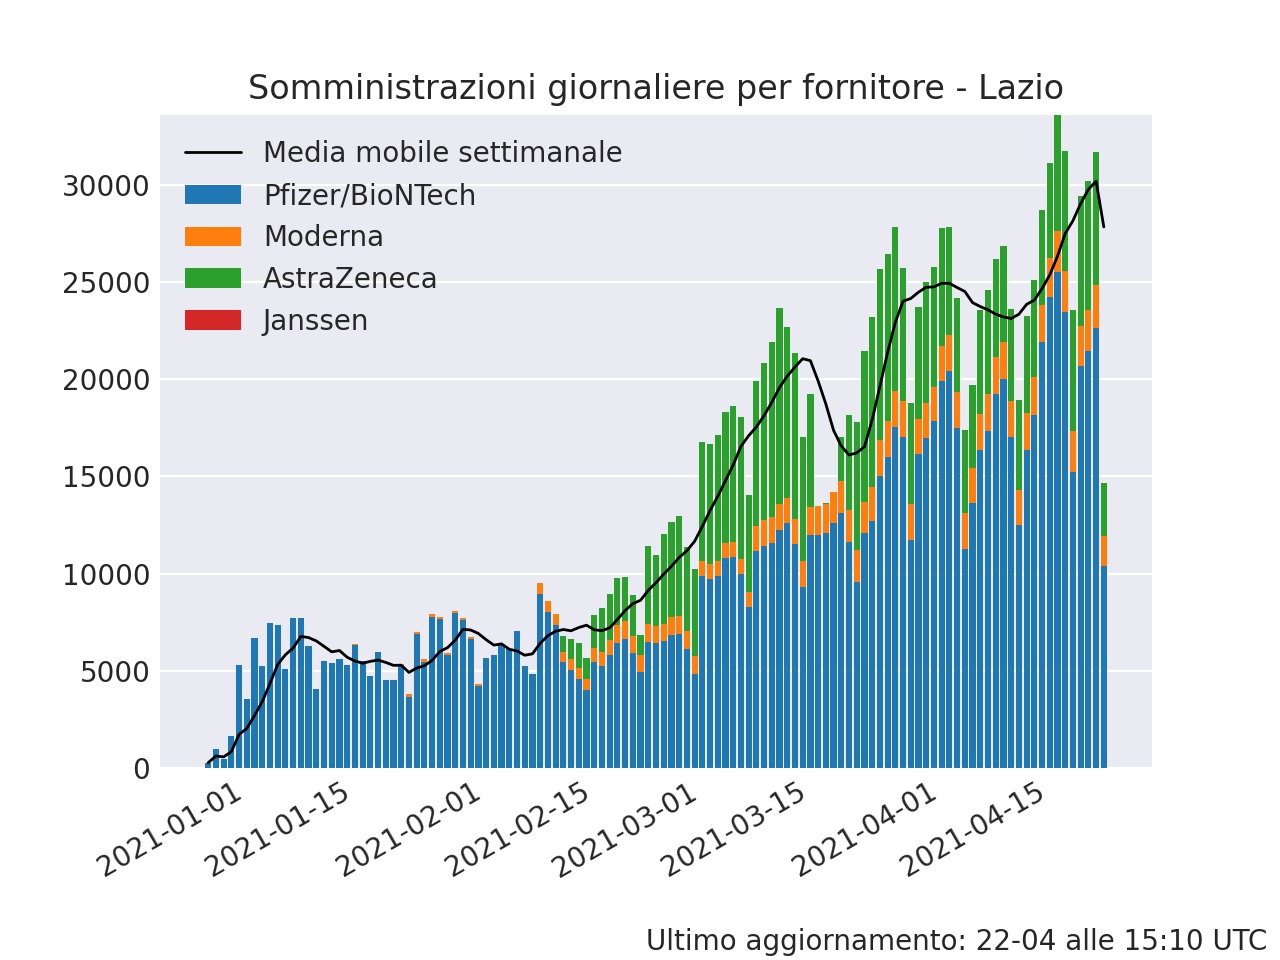 Somministrazioni giornaliere per fornitore - Lazio
Media mobile settimanale
Pfizer/BioNTech
Moderna
AstraZeneca
Janssen
30000
25000
20000
15000
10000
5000
0
2021-01-01
2021-01-15
2021-02-01
2021-02-15
2021-03-01
2021-03-15
2021-04-01
2021-04-15
Ultimo aggiornamento: 22-04 alle 15:10 UTC